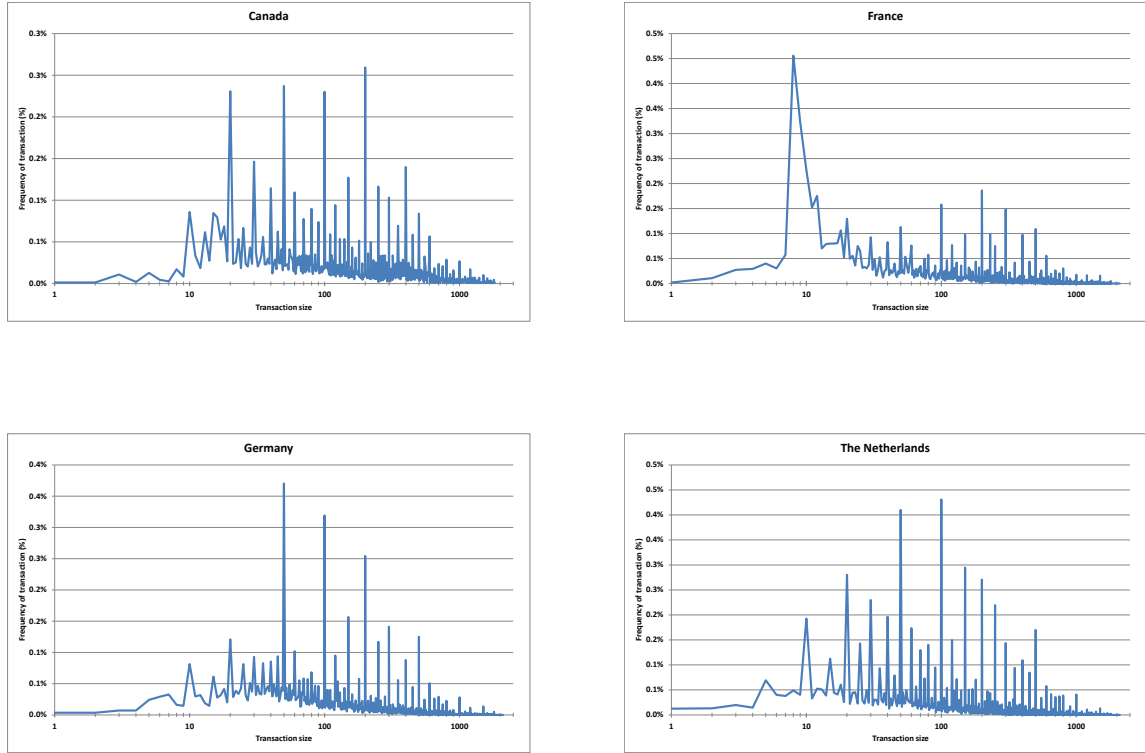 Canada
0.3%
0.3%
0.2%
0.2%
0.1%
0.1%
0.0%
1 10 100 1000
Frequency of transaction (%)
Transaction size
France
0.5%
0.5%
0.4%
0.4%
0.3%
0.3%
0.2%
0.2%
0.1%
0.1%
0.0%
1 10 100 1000
Frequency of transaction (%)
Transaction size
Germany
0.4%
0.4%
0.3%
0.3%
0.2%
0.2%
0.1%
0.1%
0.0%
1 10 100 1000
Frequency of transaction (%)
Transaction size
The Netherlands
0.5%
0.5%
0.4%
0.4%
0.3%
0.3%
0.2%
0.2%
0.1%
0.1%
0.0%
1 10 100 1000
Frequency of transaction (%)
Transaction size